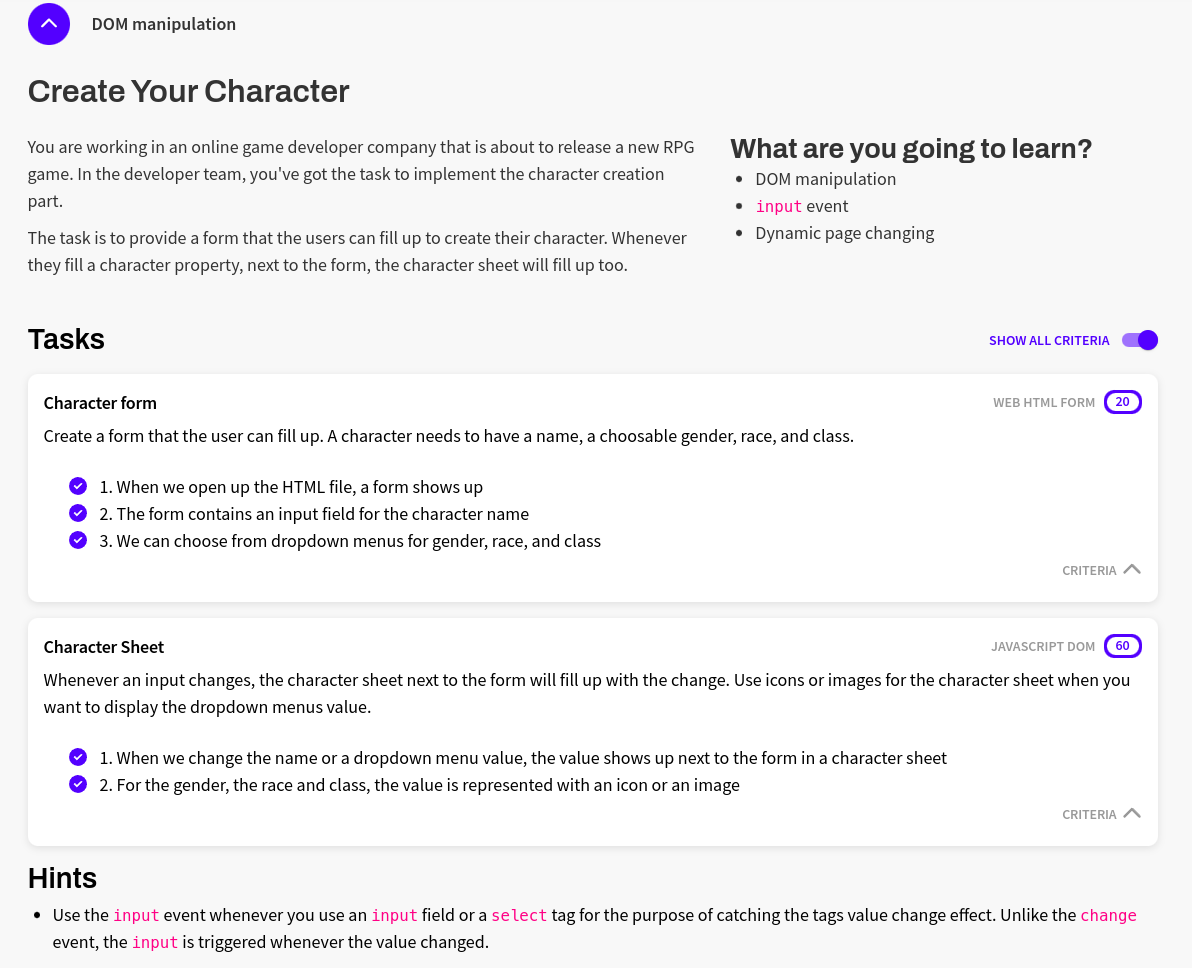 DOM manipulation
Create Your Character
You are working in an online game developer company that is about to release a new RPG
game. In the developer team, you've got the task to implement the character creation
part.
The task is to provide a form that the users can fill up to create their character. Whenever
they fill a character property, next to the form, the character sheet will fill up too.
What are you going to learn?
• DOM manipulation
• input event
• Dynamic page changing
Tasks
SHOW ALL CRITERIA
Character form
WEB HTML FORM 20
Create a form that the user can fill up. A character needs to have a name, a choosable gender, race, and class.
1. When we open up the HTML file, a form shows up
2. The form contains an input field for the character name
3. We can choose from dropdown menus for gender, race, and class
CRITERIA
Character Sheet
JAVASCRIPT DOM 60
Whenever an input changes, the character sheet next to the form will fill up with the change. Use icons or images for the character sheet when you
want to display the dropdown menus value.
1. When we change the name or a dropdown menu value, the value shows up next to the form in a character sheet
2. For the gender, the race and class, the value is represented with an icon or an image
CRITERIA
Hints
• Use the input event whenever you use an input field or a select tag for the purpose of catching the tags value change effect. Unlike the change
event, the input is triggered whenever the value changed.